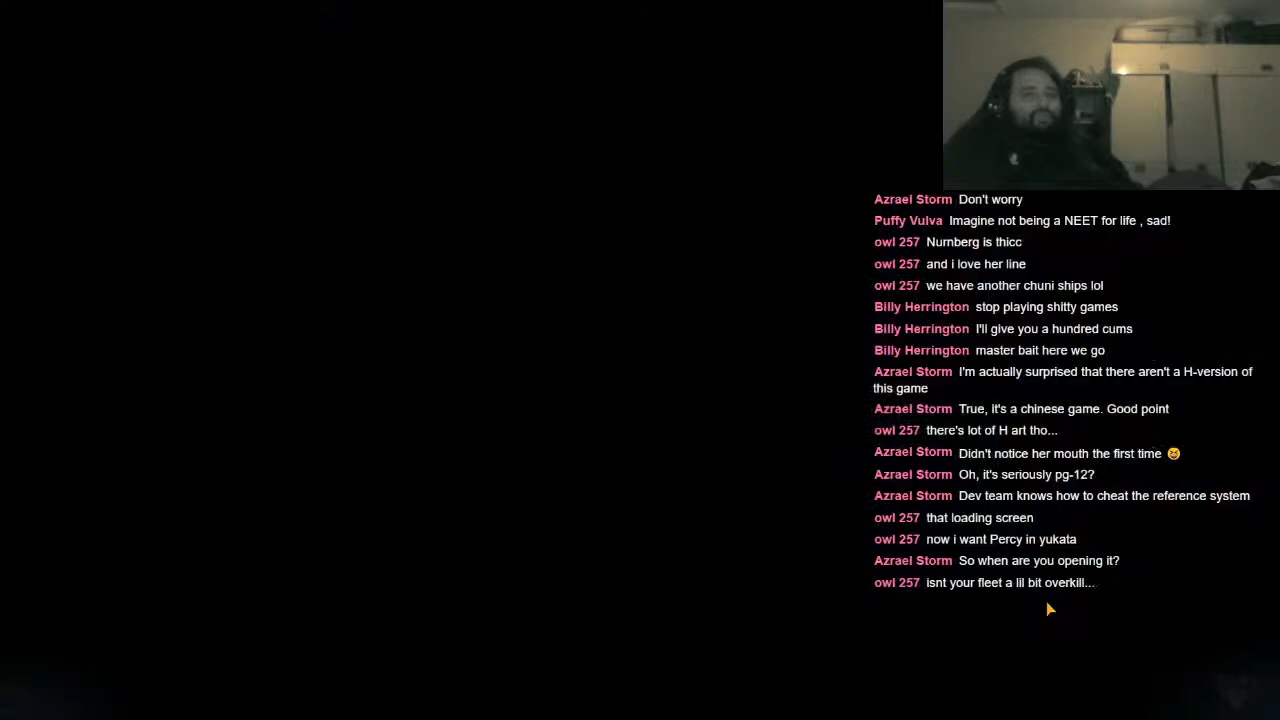 Azrael Storm Don't worry
Puffy Vulva Imagine not being a NEET for life , sad!
owl 257 Nurnberg is thicc
owl 257 and i love her line
owl 257 we have another chuni ships lol
Billy Herrington stop playing shitty games
Billy Herrington I'll give you a hundred cums
Billy Herrington master bait here we go
Azrael Storm I'm actually surprised that there aren't a H-version of
this game
Azrael Storm True, it's a chinese game. Good point
owl 257 there's lot of H art tho...
Azrael Storm Didn't notice her mouth the first time 😆
Azrael Storm Oh, it's seriously pg-12?
Azrael Storm Dev team knows how to cheat the reference system
owl 257 that loading screen
owl 257 now i want Percy in yukata
Azrael Storm So when are you opening it?
owl 257 isnt your fleet a lil bit overkill...